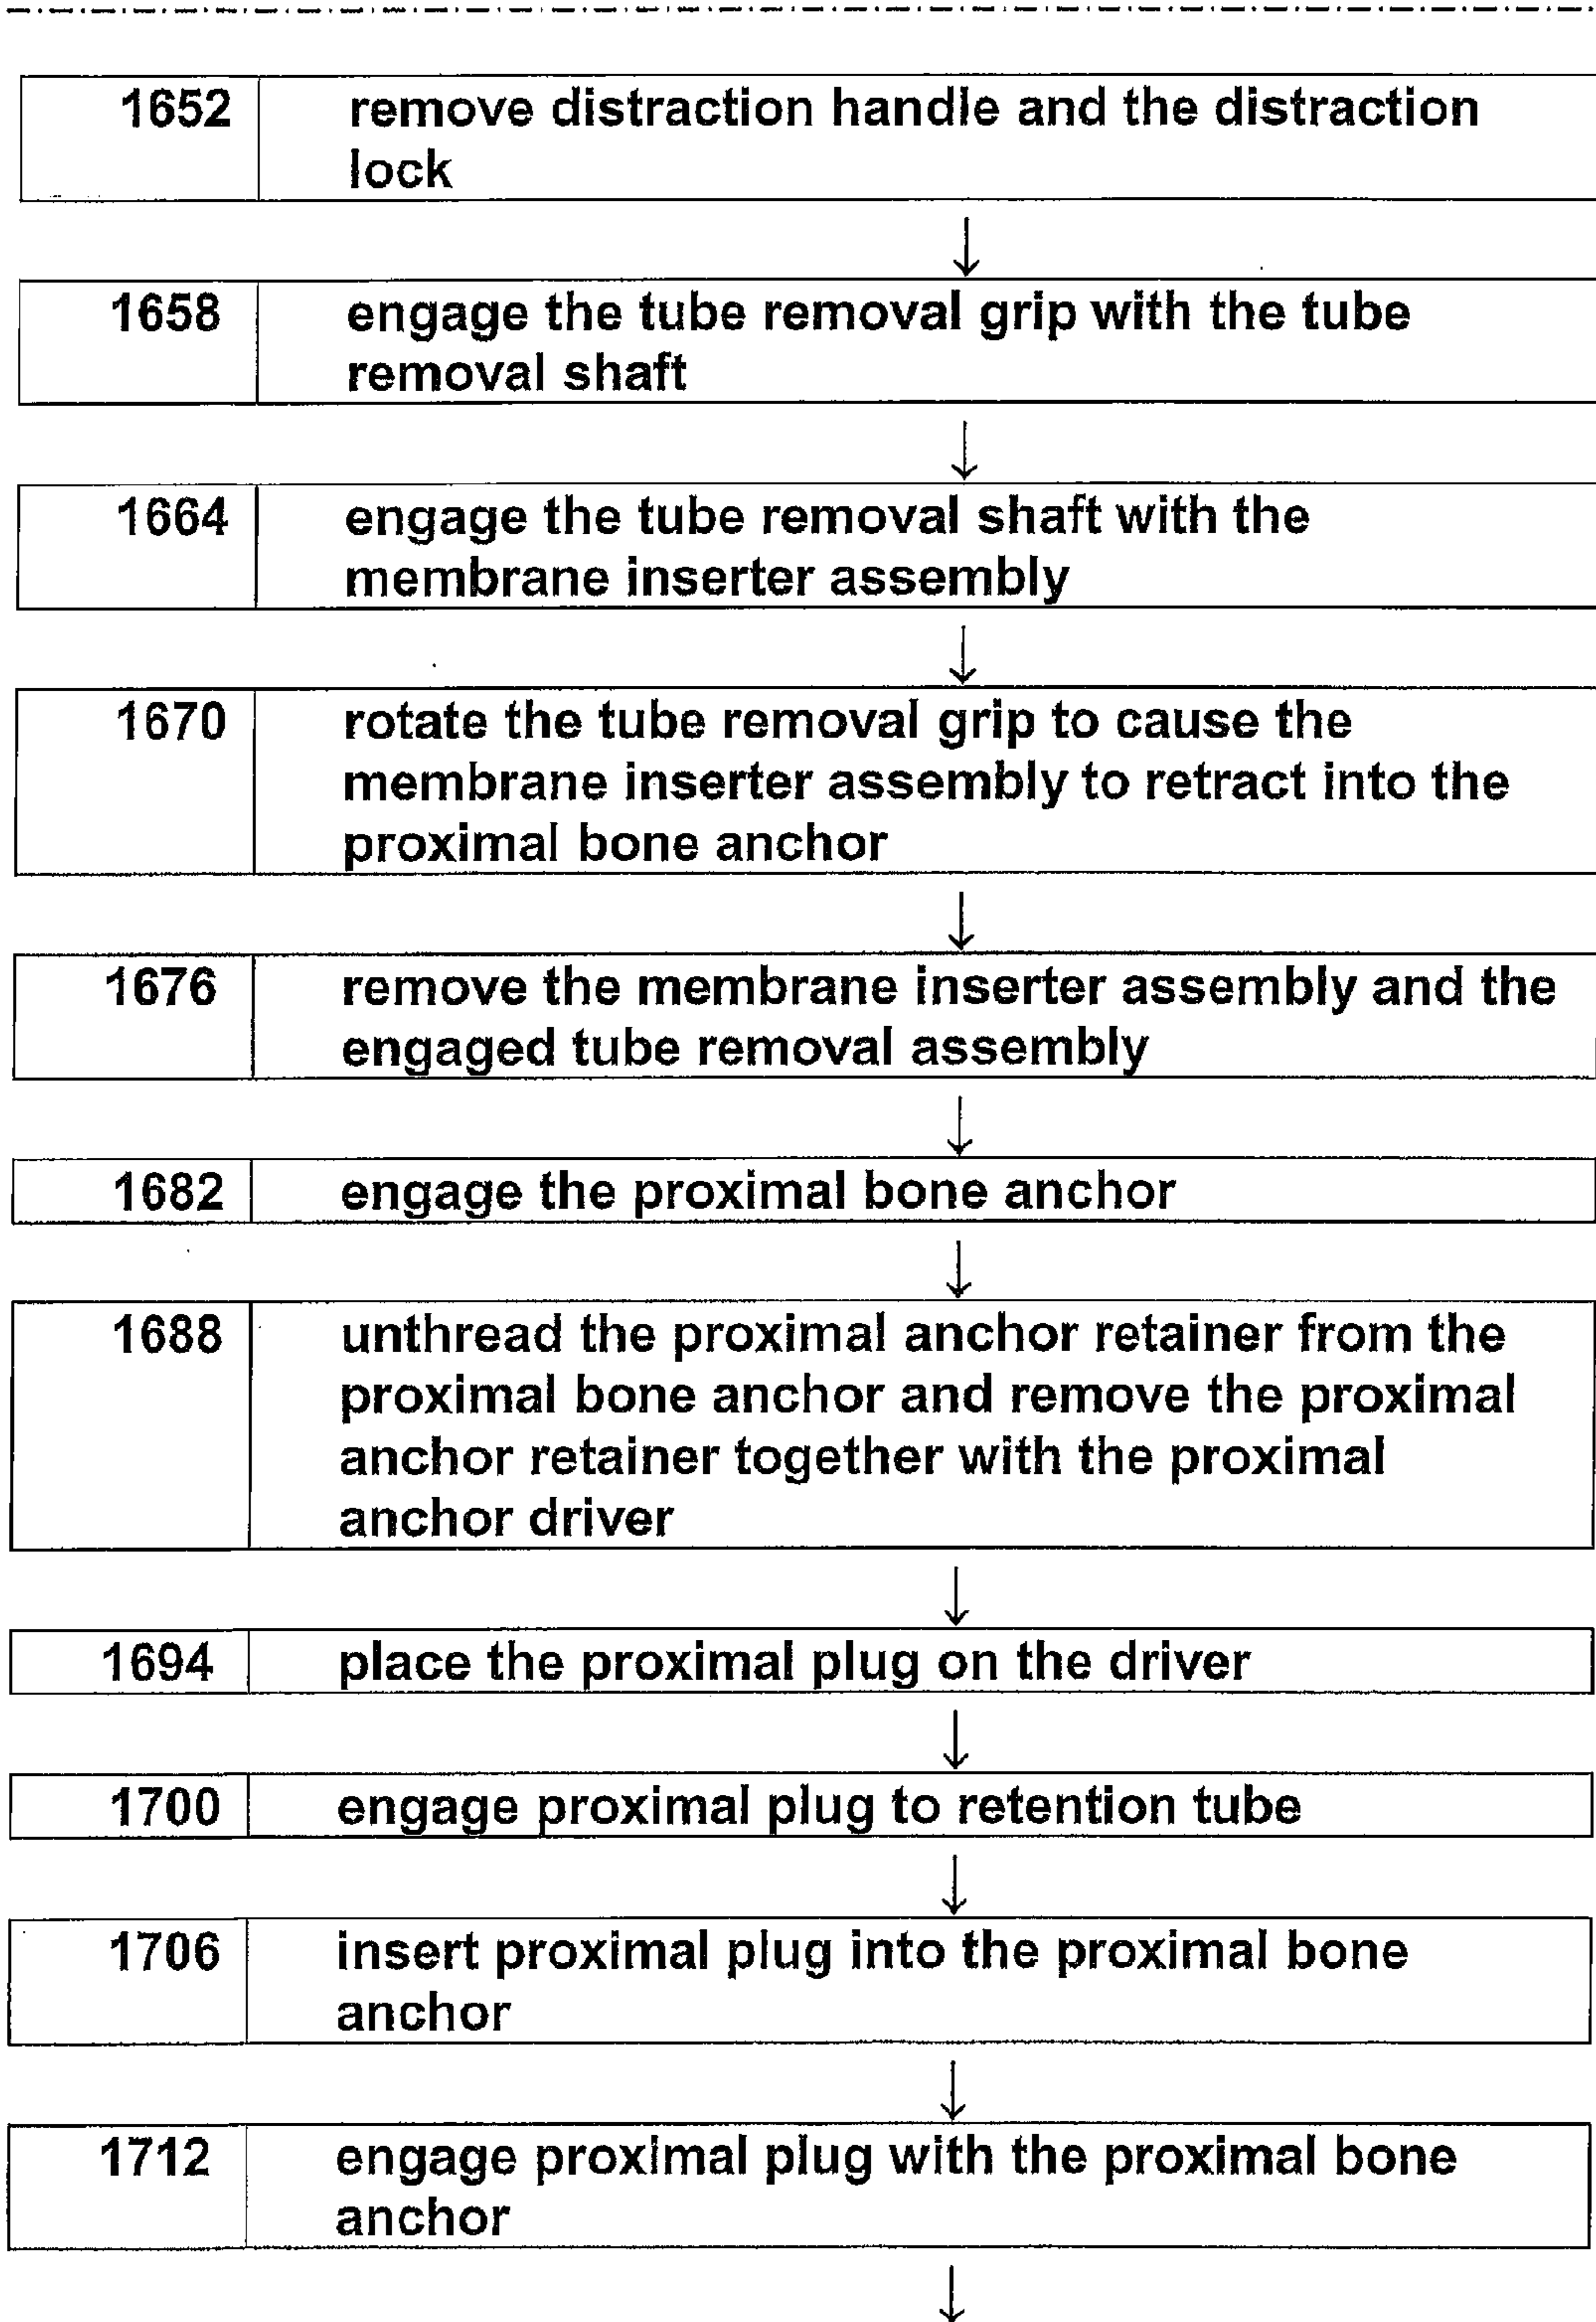 1652 remove distraction handle and the distraction
lock
1658 engage the tube removal grip with the tube
removal shaft
1664 engage the tube removal shaft with the
membrane inserter assembly
1670 rotate the tube removal grip to cause the
membrane inserter assembly to retract into the
proximal bone anchor
1676 remove the membrane inserter assembly and the
engaged tube removal assembly
1682 engage the proximal bone anchor
1688 unthread the proximal anchor retainer from the
proximal bone anchor and remove the proximal
anchor retainer together with the proximal
anchor driver
1694 place the proximal plug on the driver
1700 engage proximal plug to retention tube
1706 insert proximal plug into the proximal bone
anchor
1712 engage proximal plug with the proximal bone
anchor